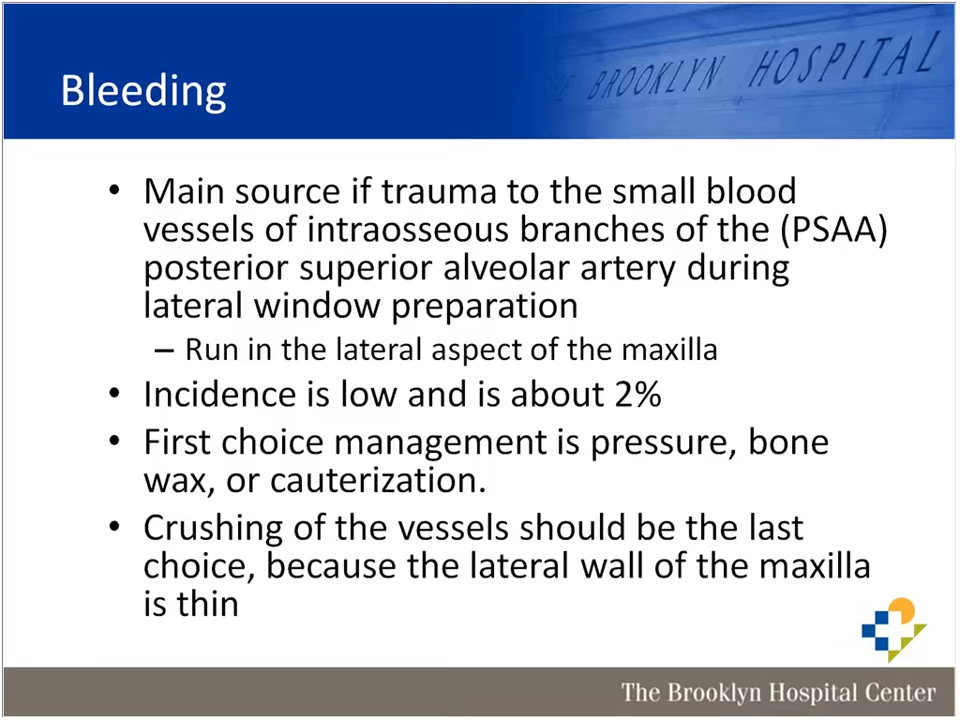 THE BROOKLYN HOSPITAL
Bleeding
• Main source if trauma to the small blood
vessels of intraosseous branches of the (PSAA)
posterior superior alveolar artery during
lateral window preparation
– Run in the lateral aspect of the maxilla
• Incidence is low and is about 2%
• First choice management is pressure, bone
wax, or cauterization.
• Crushing of the vessels should be the last
choice, because the lateral wall of the maxilla
is thin
The Brooklyn Hospital Center